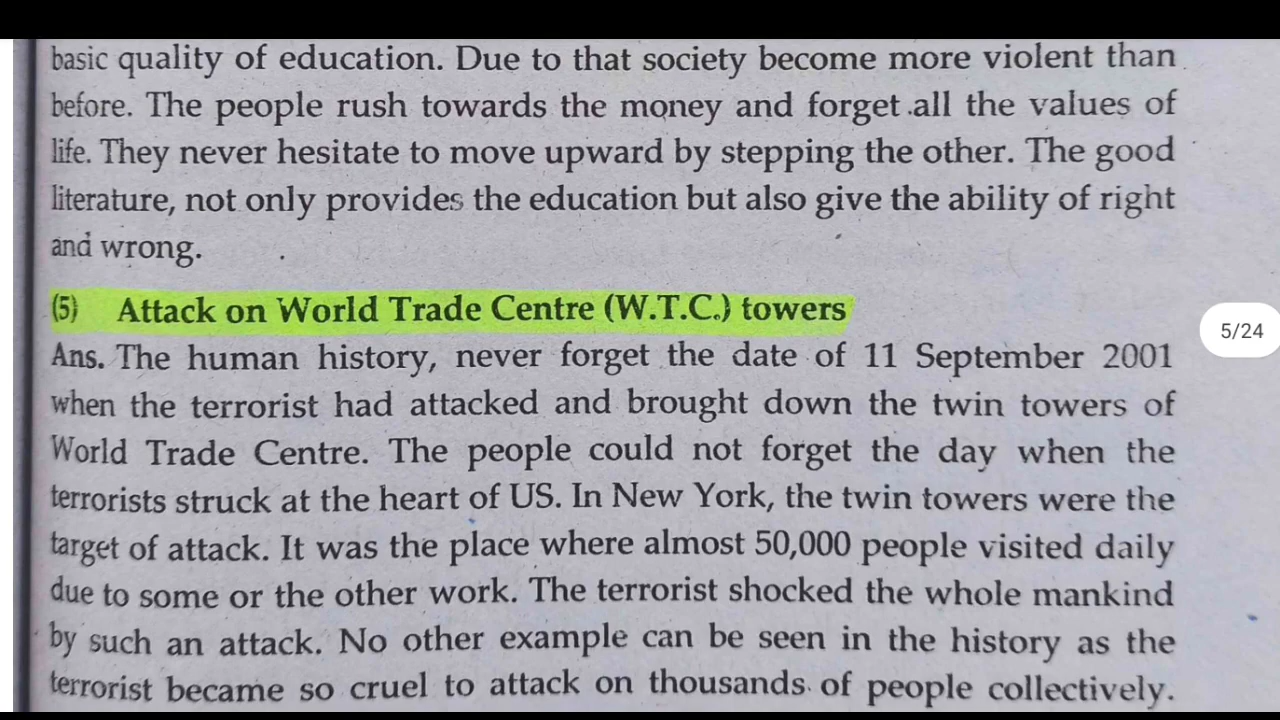 basic quality of education. Due to that society become more violent than
before. The people rush towards the money and forget all the values of
life. They never hesitate to move upward by stepping the other. The good
literature, not only provides the education but also give the ability of right
and wrong.
(5) Attack on World Trade Centre (W.T.C.) towers
Ans. The human history, never forget the date of 11 September 2001
when the terrorist had attacked and brought down the twin towers of
World Trade Centre. The people could not forget the day when the
terrorists struck at the heart of US. In New York, the twin towers were the
target of attack. It was the place where almost 50,000 people visited daily
due to some or the other work. The terrorist shocked the whole mankind
by such an attack. No other example can be seen in the history as the
terrorist became so cruel to attack on thousands of people collectively.
5/24